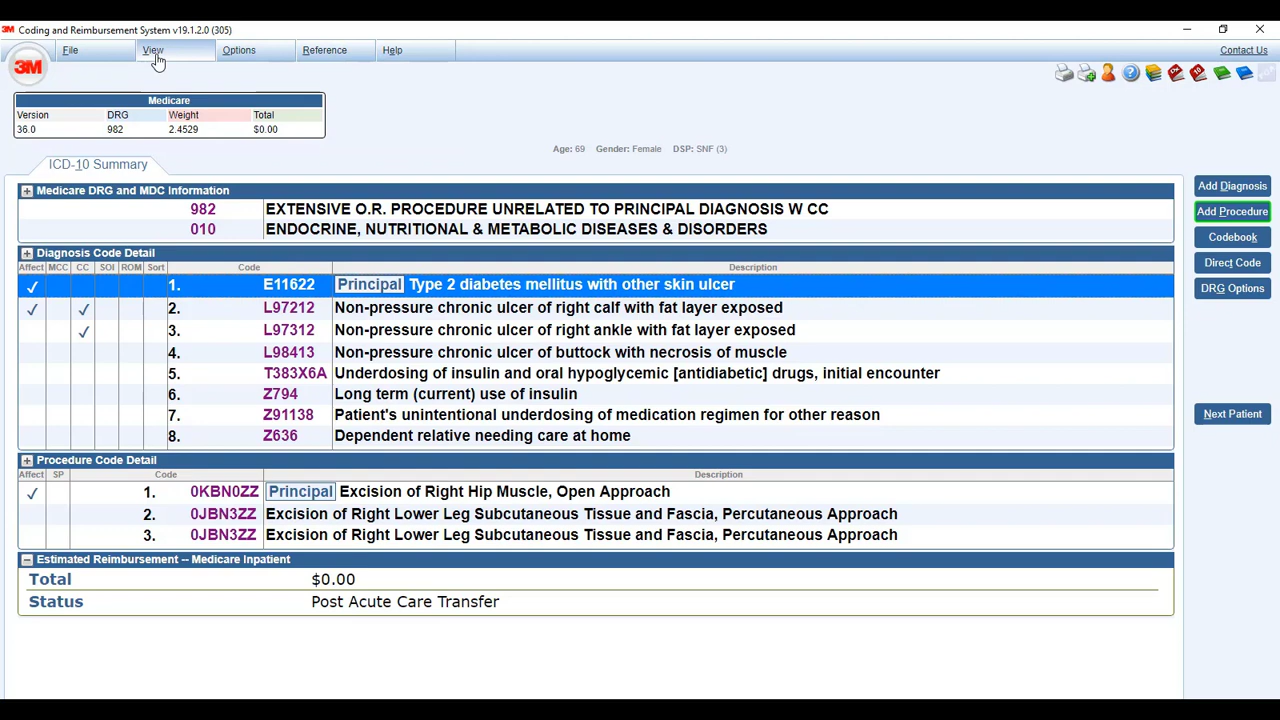 3M Coding and Reimbursement System v19.1.2.0 (305)
File View Options Reference Help Contact Us
3M
Medicare
Version DRG Weight Total
36.0 982 2.4529 $0.00
Age: 69 Gender: Female DSP: SNF (3)
ICD-10 Summary
Add Diagnosis
Add Procedure
Codebook
Direct Code
DRG Options
Next Patient
Medicare DRG and MDC Information
982 EXTENSIVE O.R. PROCEDURE UNRELATED TO PRINCIPAL DIAGNOSIS W CC
010 ENDOCRINE, NUTRITIONAL & METABOLIC DISEASES & DISORDERS
Diagnosis Code Detail
Affect MCC CC SOI ROM Sort Code Description
1. E11622 Principal Type 2 diabetes mellitus with other skin ulcer
2. L97212 Non-pressure chronic ulcer of right calf with fat layer exposed
3. L97312 Non-pressure chronic ulcer of right ankle with fat layer exposed
4. L98413 Non-pressure chronic ulcer of buttock with necrosis of muscle
5. T383X6A Underdosing of insulin and oral hypoglycemic [antidiabetic] drugs, initial encounter
6. Z794 Long term (current) use of insulin
7. Z91138 Patient's unintentional underdosing of medication regimen for other reason
8. Z636 Dependent relative needing care at home
Procedure Code Detail
Affect SP Code Description
1. 0KBN0ZZ Principal Excision of Right Hip Muscle, Open Approach
2. 0JBN3ZZ Excision of Right Lower Leg Subcutaneous Tissue and Fascia, Percutaneous Approach
3. 0JBN3ZZ Excision of Right Lower Leg Subcutaneous Tissue and Fascia, Percutaneous Approach
Estimated Reimbursement -- Medicare Inpatient
Total $0.00
Status Post Acute Care Transfer